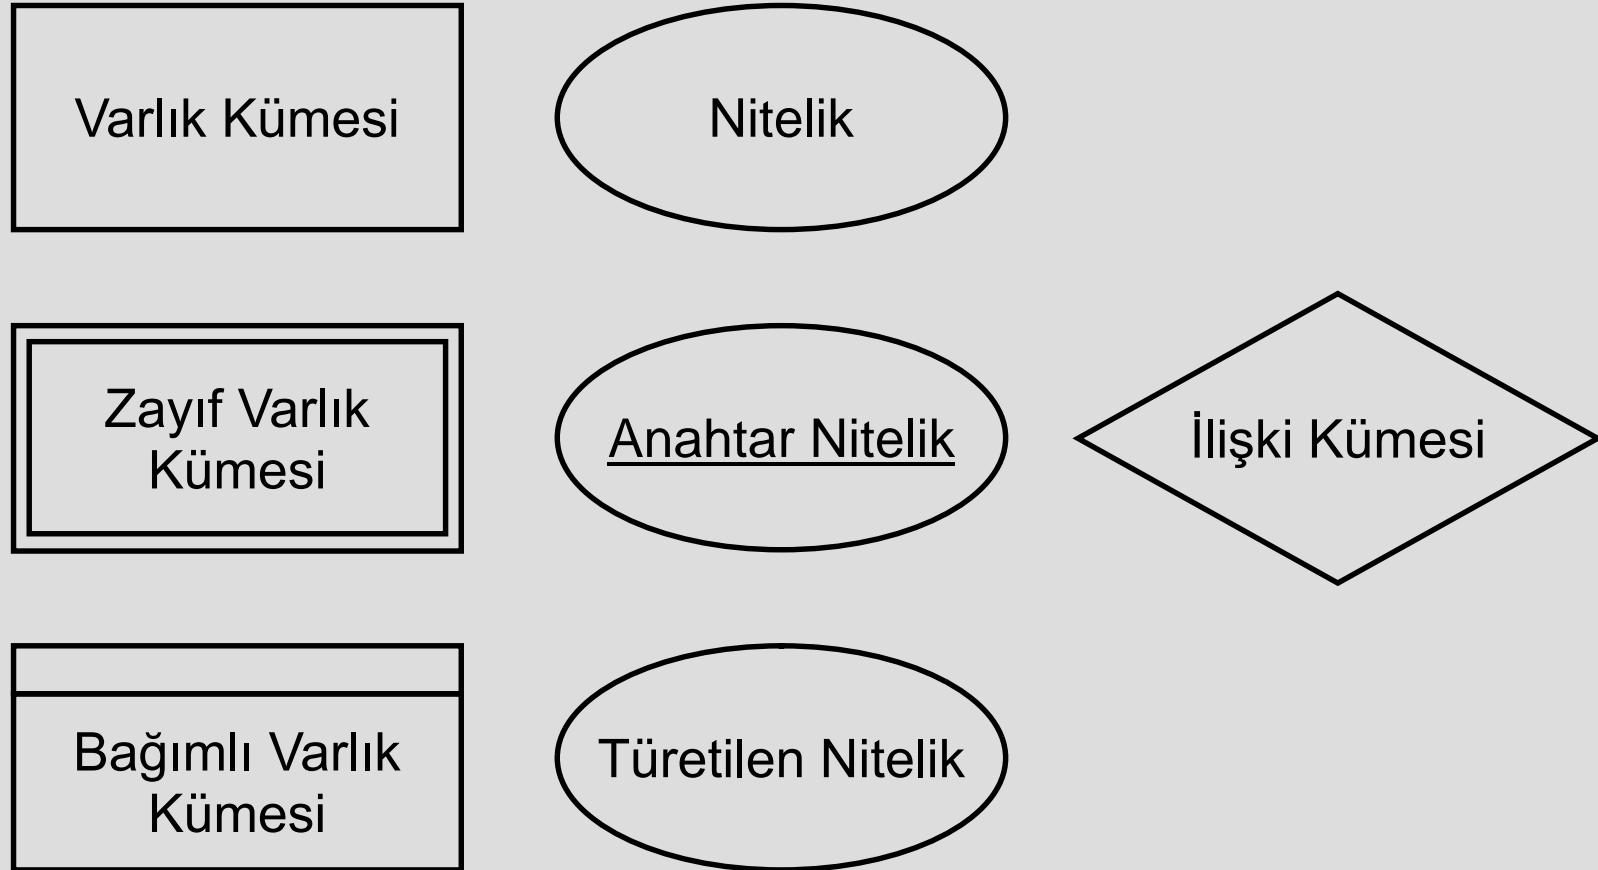 Varlık Kümesi
Nitelik
Zayıf Varlık
Kümesi
Anahtar Nitelik
İlişki Kümesi
Bağımlı Varlık
Kümesi
Türetilen Nitelik